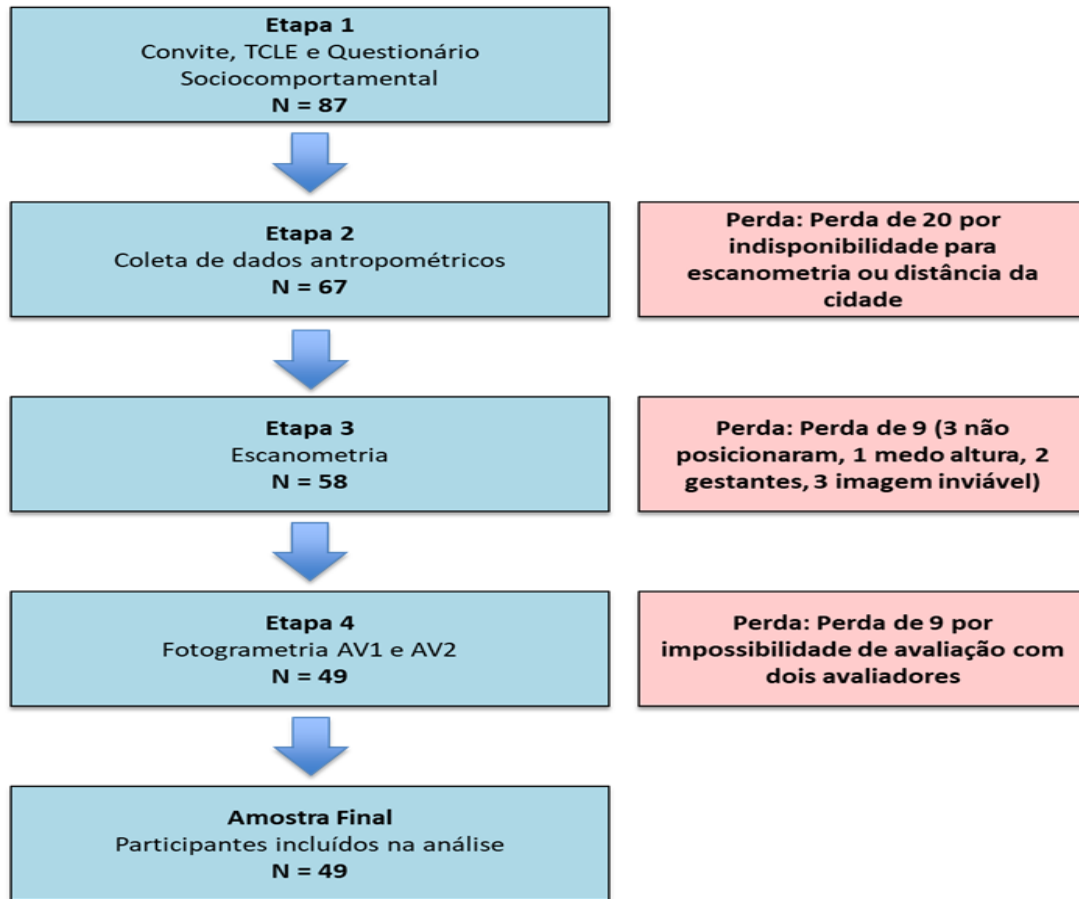 Etapa 1
Convite, TCLE e Questionário
Sociocomportamental
N = 87
Etapa 2
Coleta de dados antropométricos
N = 67
Perda: Perda de 20 por
indisponibilidade para
escanometria ou distância da
cidade
Etapa 3
Escanometria
N = 58
Perda: Perda de 9 (3 não
posicionaram, 1 medo altura, 2
gestantes, 3 imagem inviável)
Etapa 4
Fotogrametria AV1 e AV2
N = 49
Perda: Perda de 9 por
impossibilidade de avaliação com
dois avaliadores
Amostra Final
Participantes incluídos na análise
N = 49